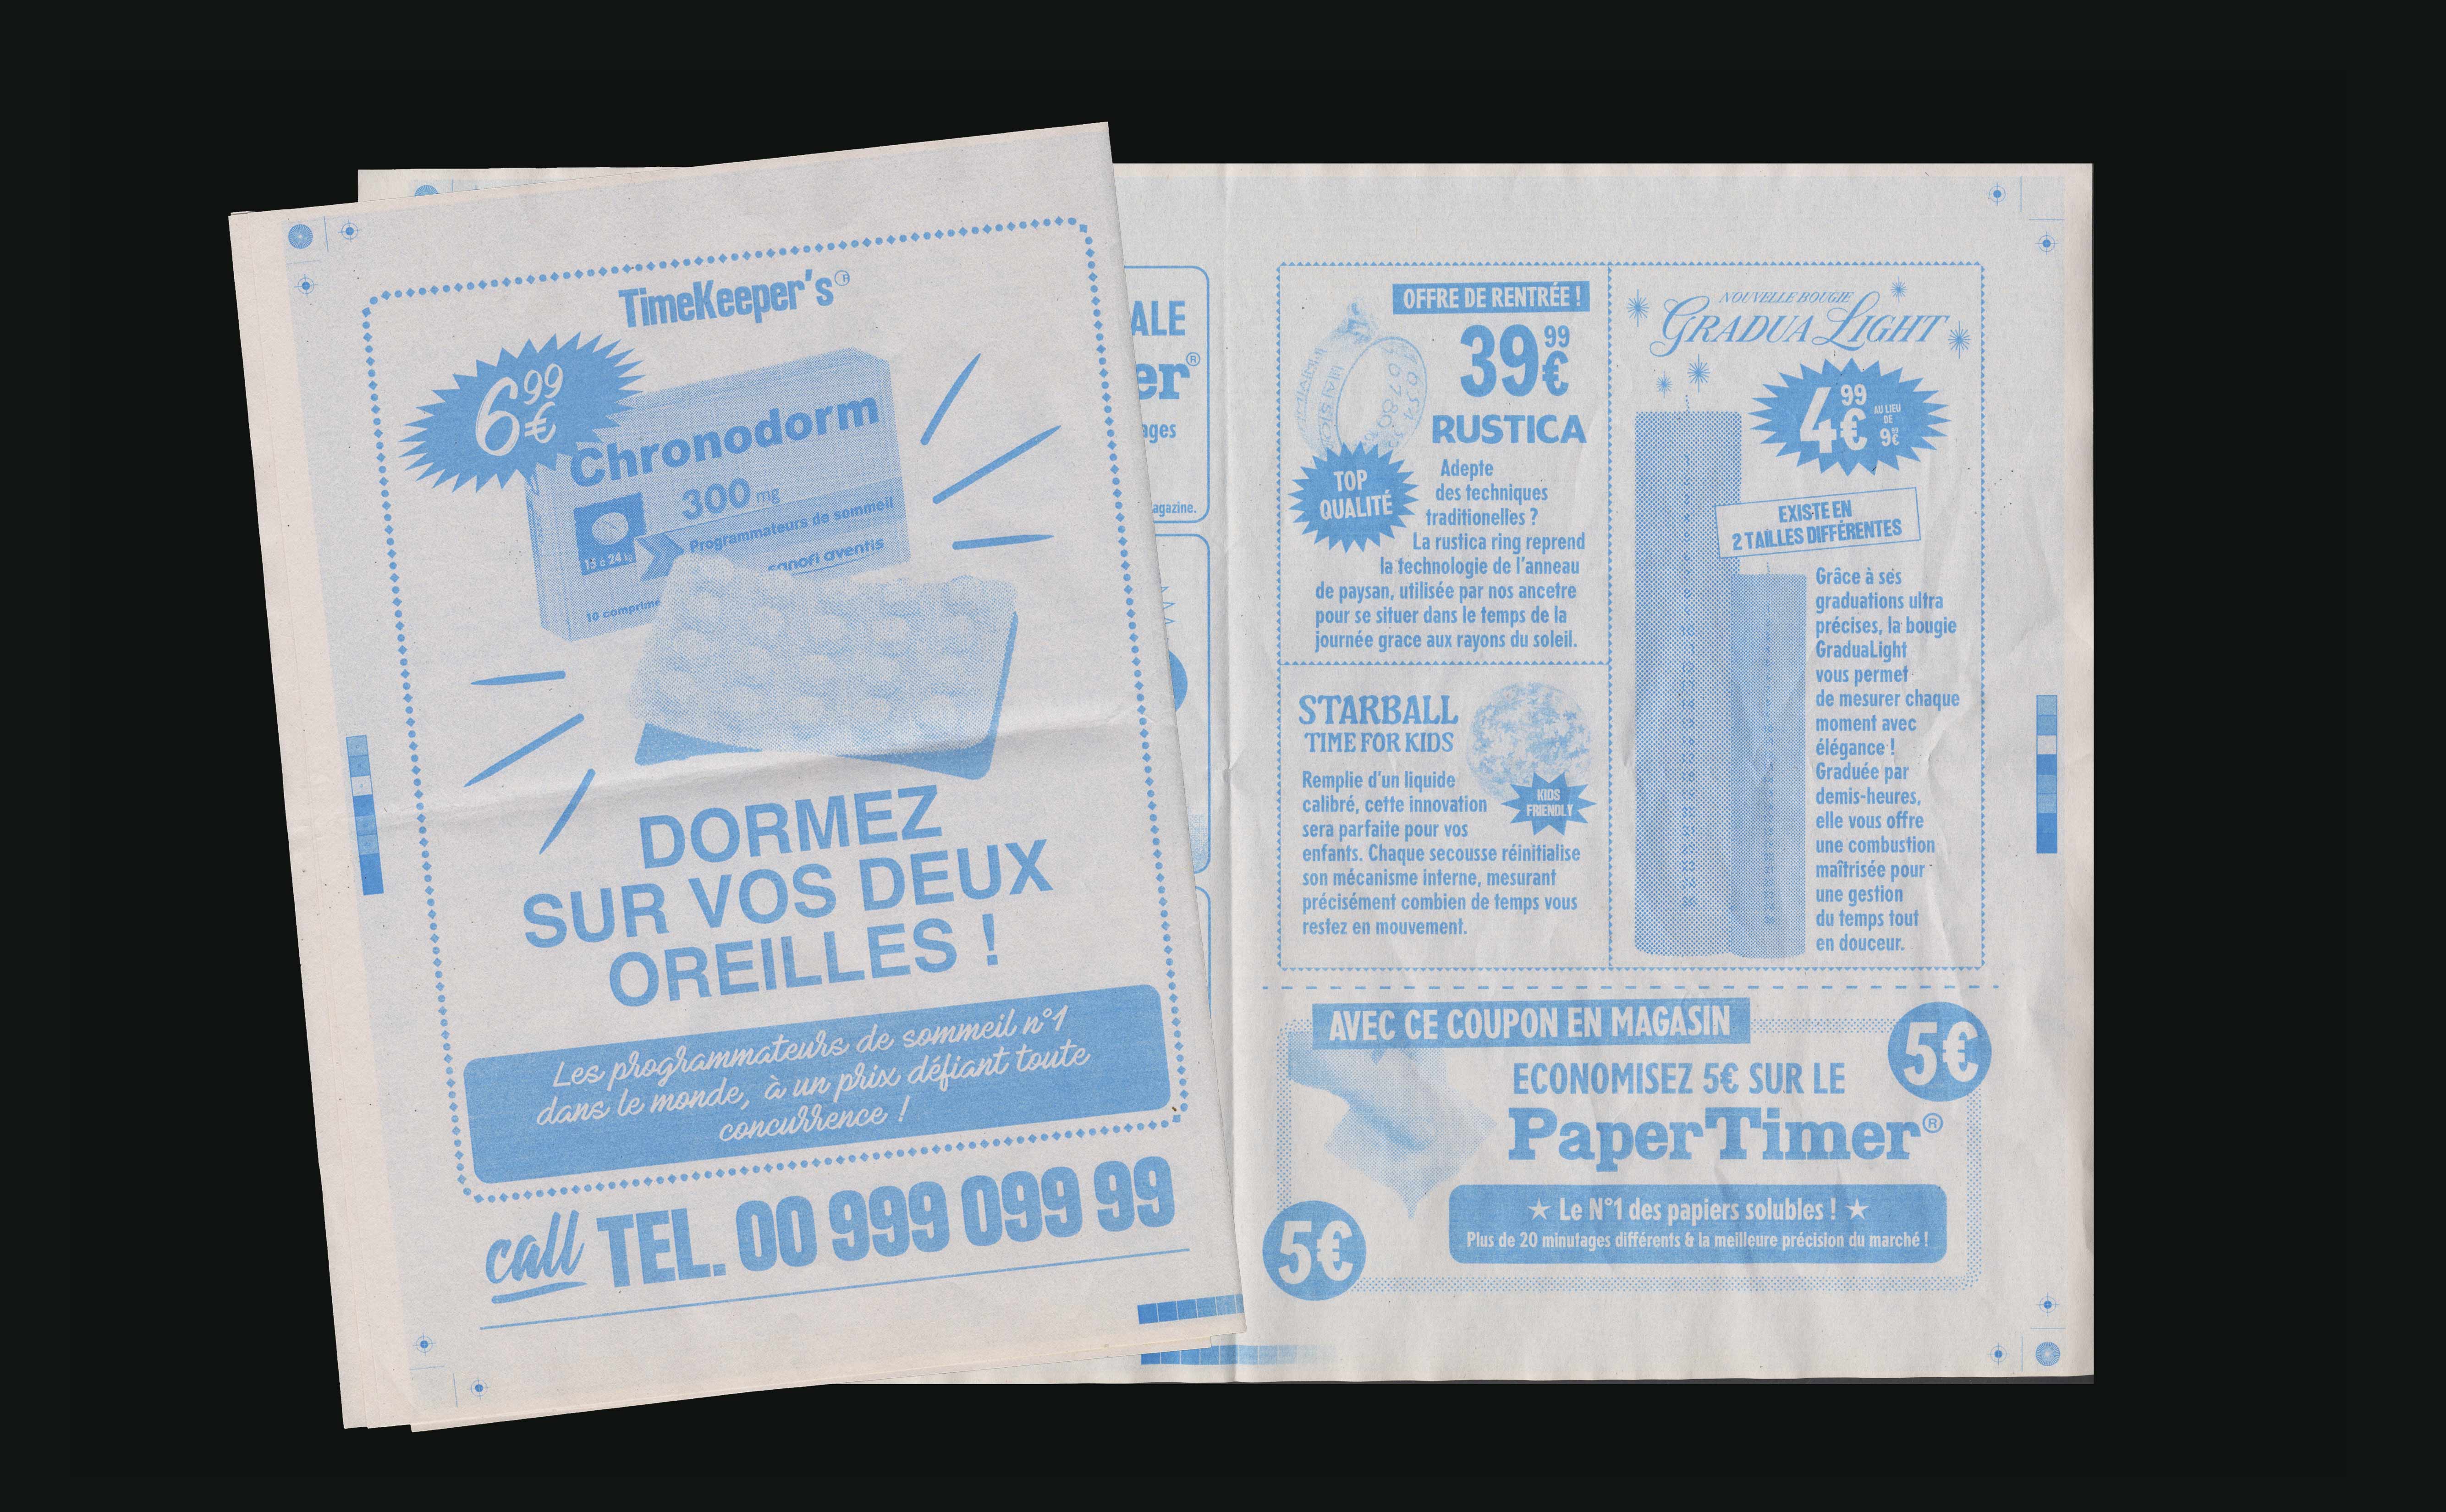 TimeKeeper's®
6 99 €
Chronodorm
300 mg
Programmateurs de sommeil
15 à 24 kg
sanofi aventis
10 comprimé
DORMEZ
SUR VOS DEUX
OREILLES !
Les programmateurs de sommeil n°1
dans le monde, à un prix défiant toute
concurrence !
call TEL. 00 999 099 99
ALE
er®
ages
agazine.
OFFRE DE RENTRÉE !
39 99 €
RUSTICA
TOP
QUALITÉ
Adepte
des techniques
traditionelles ?
La rustica ring reprend
la technologie de l'anneau
de paysan, utilisée par nos ancetre
pour se situer dans le temps de la
journée grace aux rayons du soleil.
STARBALL
TIME FOR KIDS
KIDS
FRIENDLY
Remplie d'un liquide
calibré, cette innovation
sera parfaite pour vos
enfants. Chaque secousse réinitialise
son mécanisme interne, mesurant
précisément combien de temps vous
restez en mouvement.
NOUVELLE BOUGIE
GRADUA LIGHT
4 99 €
AU LIEU
DE
9€
EXISTE EN
2 TAILLES DIFFÉRENTES
Grâce à ses
graduations ultra
précises, la bougie
GraduaLight
vous permet
de mesurer chaque
moment avec
élégance !
Graduée par
demis-heures,
elle vous offre
une combustion
maîtrisée pour
une gestion
du temps tout
en douceur.
AVEC CE COUPON EN MAGASIN
5€
ECONOMISEZ 5€ SUR LE
PaperTimer®
★ Le N°1 des papiers solubles ! ★
Plus de 20 minutages différents & la meilleure précision du marché !
5€